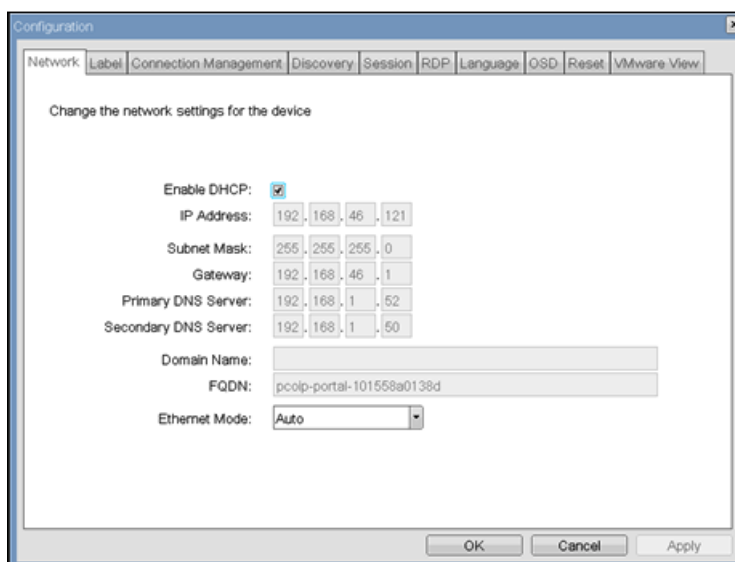 Configuration
Network Label Connection Management Discovery Session RDP Language OSD Reset VMware View
Change the network settings for the device
Enable DHCP:
IP Address: 192 . 168 . 46 . 121
Subnet Mask: 255 . 255 . 255 . 0
Gateway: 192 . 168 . 46 . 1
Primary DNS Server: 192 . 168 . 1 . 52
Secondary DNS Server: 192 . 168 . 1 . 50
Domain Name:
FQDN: pcoip-portal-101558a0138d
Ethernet Mode: Auto
OK Cancel Apply